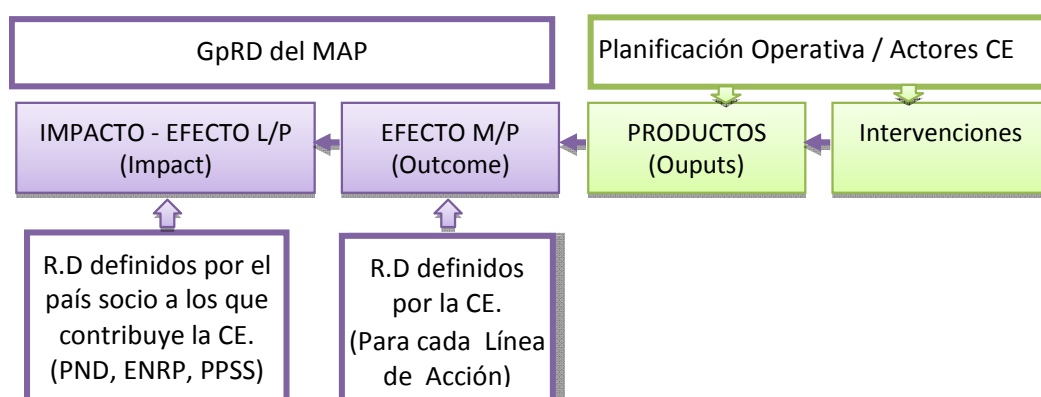 GpRD del MAP
Planificación Operativa / Actores CE
IMPACTO - EFECTO L/P
(Impact)
EFECTO M/P
(Outcome)
PRODUCTOS
(Ouputs)
Intervenciones
R.D definidos por el
país socio a los que
contribuye la CE.
(PND, ENRP, PPSS)
R.D definidos
por la CE.
(Para cada Línea
de Acción)